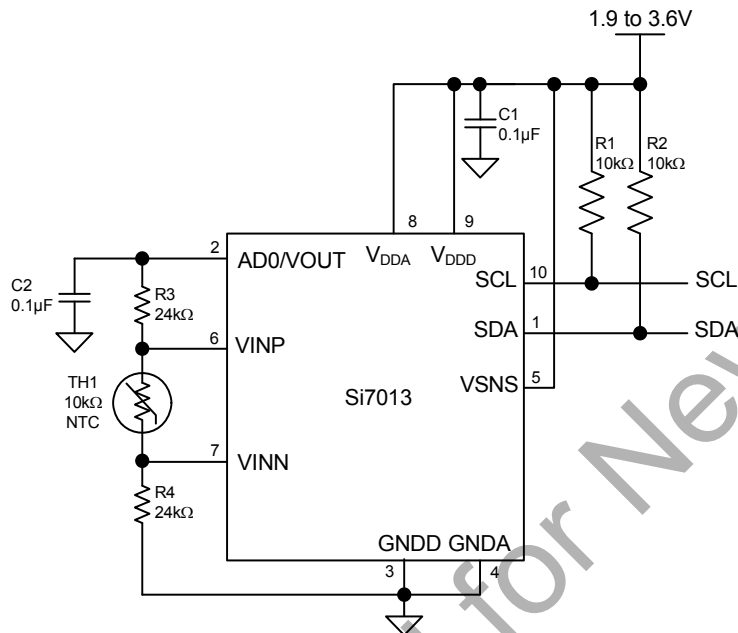 1.9 to 3.6V
C1
0.1µF
R1
10kΩ
R2
10kΩ
8
9
2
AD0/VOUT
VDDA
VDDD
SCL
10
SCL
C2
0.1µF
R3
24kΩ
SDA
1
SDA
6
VINP
VSNS
5
TH1
10kΩ
NTC
Si7013
7
VINN
R4
24kΩ
GNDD
GNDA
3
4
for New